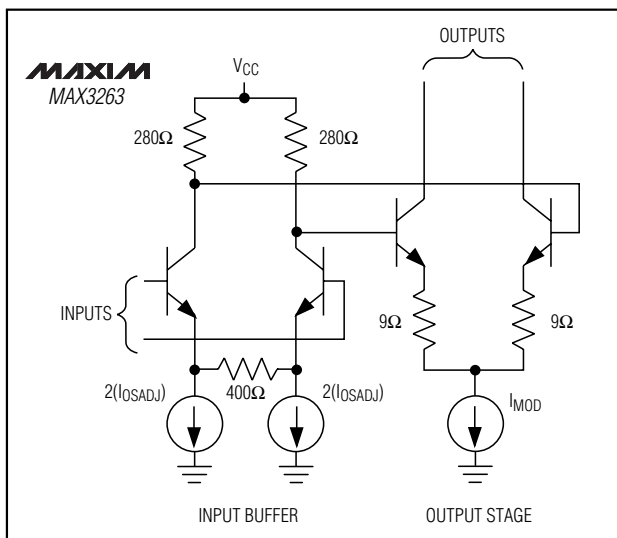 OUTPUTS
MAXIM
MAX3263
VCC
280Ω
280Ω
INPUTS
9Ω
9Ω
400Ω
2(IOSADJ)
2(IOSADJ)
IMOD
INPUT BUFFER
OUTPUT STAGE